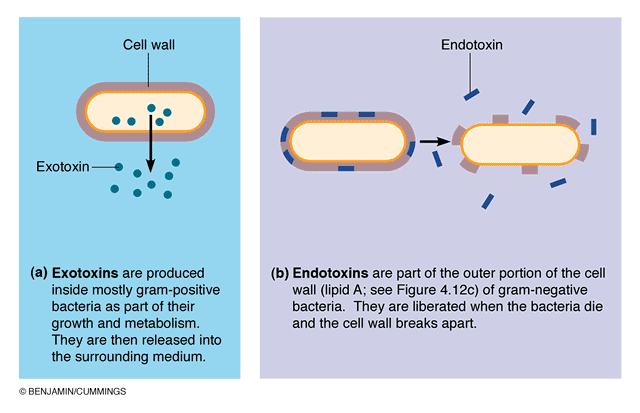 Cell wall
Exotoxin
(a) Exotoxins are produced
inside mostly gram-positive
bacteria as part of their
growth and metabolism.
They are then released into
the surrounding medium.
Endotoxin
(b) Endotoxins are part of the outer portion of the cell
wall (lipid A; see Figure 4.12c) of gram-negative
bacteria. They are liberated when the bacteria die
and the cell wall breaks apart.
© BENJAMIN/CUMMINGS